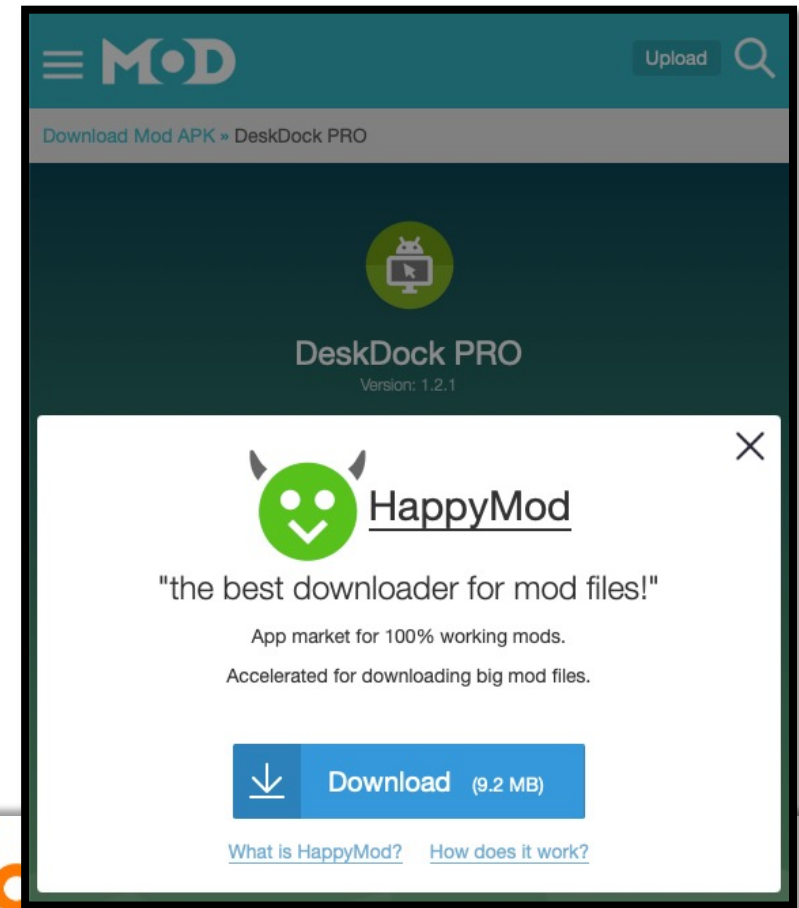 MOD
Upload
Download Mod APK » DeskDock PRO
DeskDock PRO
Version: 1.2.1
HappyMod
"the best downloader for mod files!"
App market for 100% working mods.
Accelerated for downloading big mod files.
Download (9.2 MB)
What is HappyMod? How does it work?